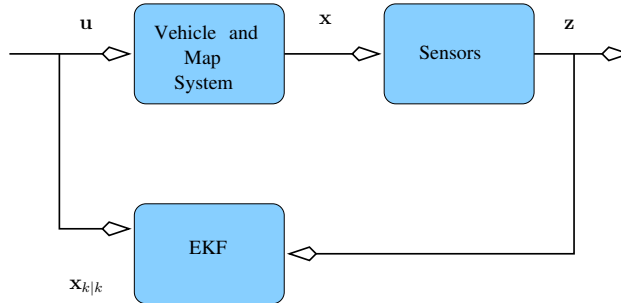 u
Vehicle and
Map
System
x
Sensors
z
EKF
x_{k|k}